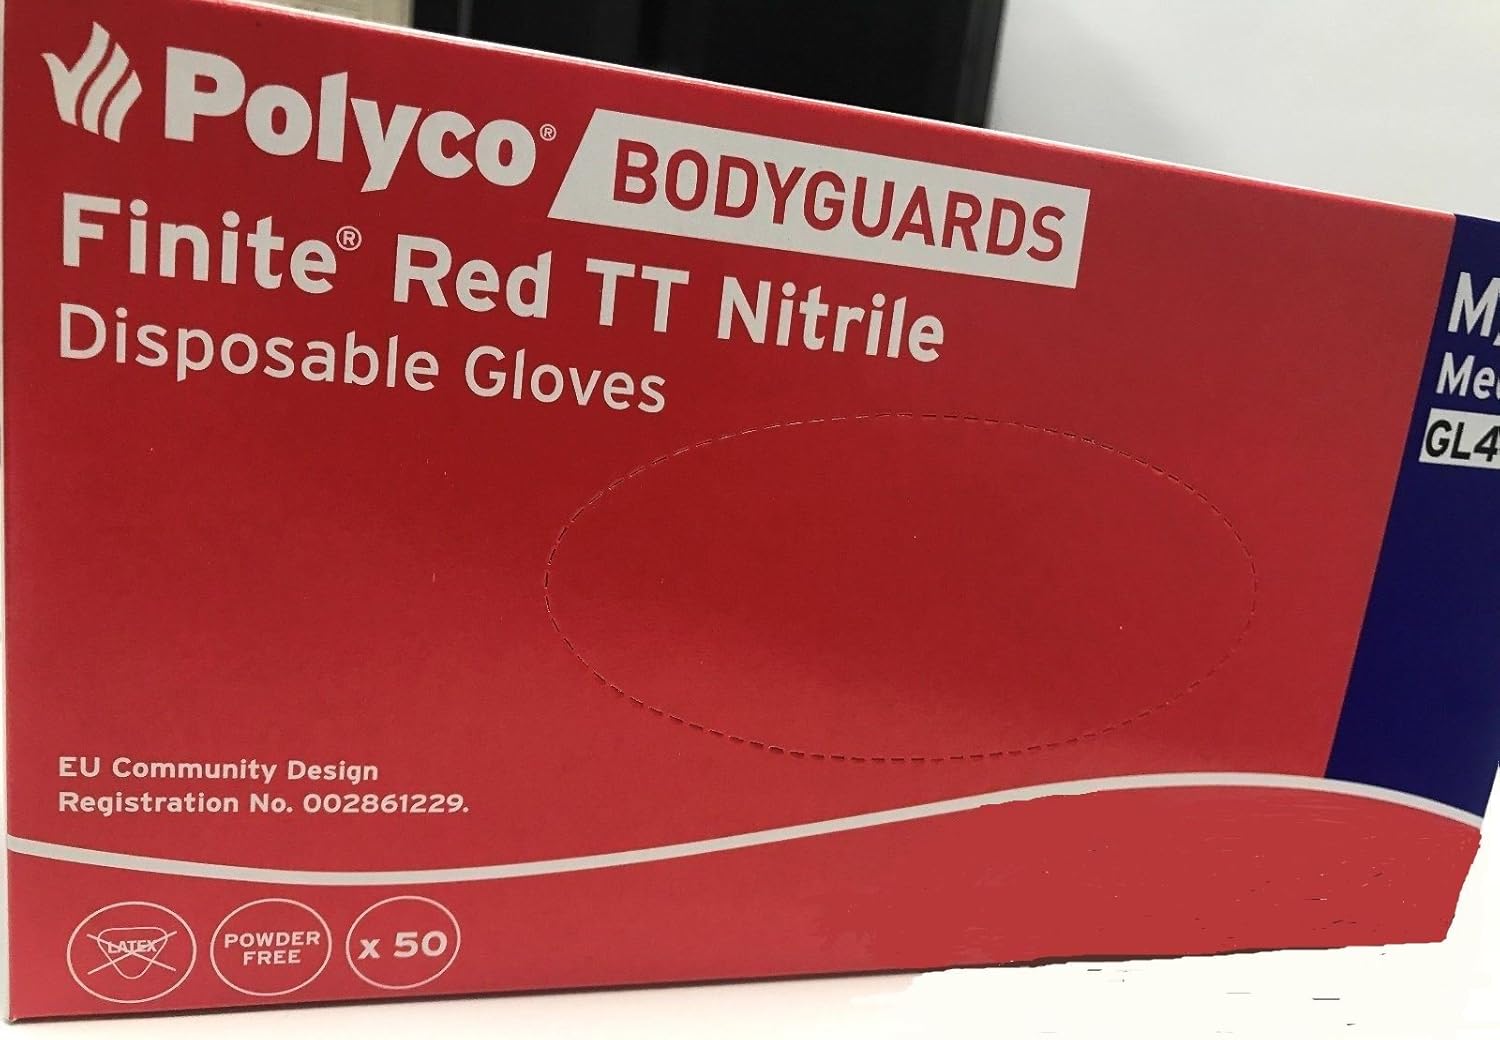 Polyco® BODYGUARDS
Finite® Red TT Nitrile
Disposable Gloves
EU Community Design
Registration No. 002861229.
LATEX
POWDER
FREE
x 50